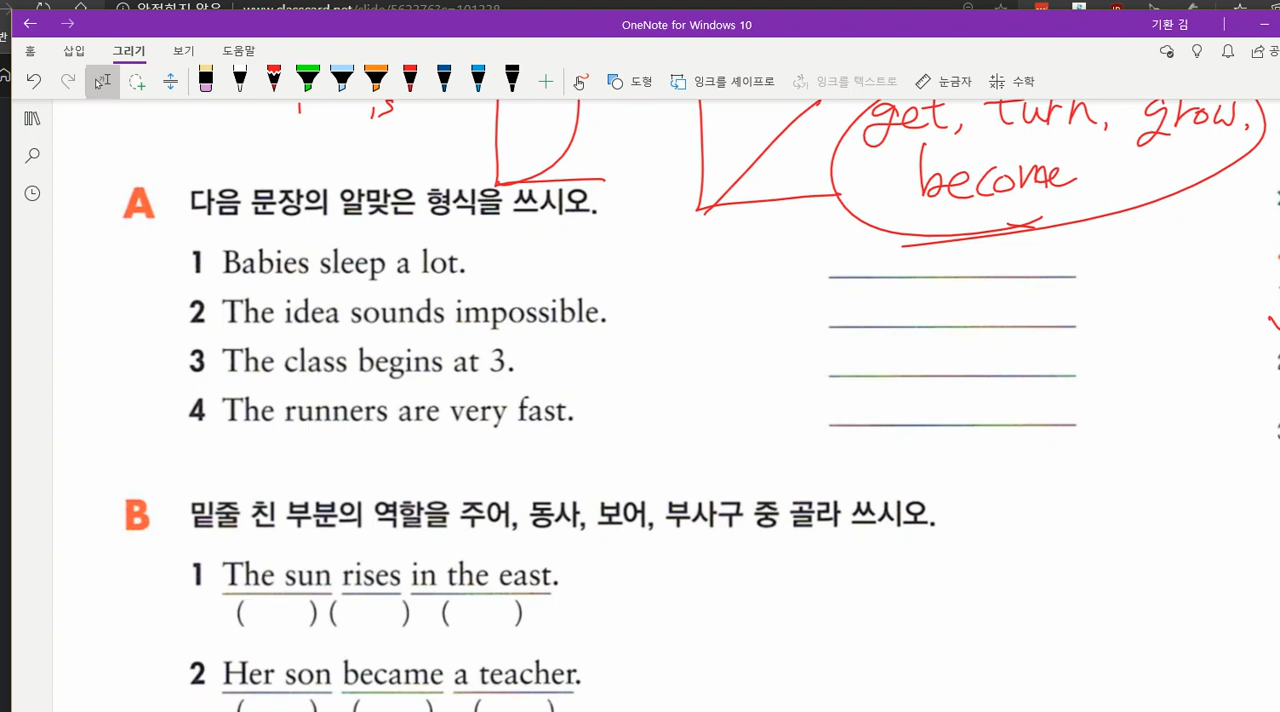 www.classcard.net/slide/
OneNote for Windows 10
기환 김
홈 삽입 그리기 보기 도움말
도형 잉크를 셰이프로 잉크를 텍스트로 눈금자 수학
get, turn, grow,
become
A 다음 문장의 알맞은 형식을 쓰시오.
1 Babies sleep a lot.
2 The idea sounds impossible.
3 The class begins at 3.
4 The runners are very fast.
B 밑줄 친 부분의 역할을 주어, 동사, 보어, 부사구 중 골라 쓰시오.
1 The sun rises in the east.
( ) ( ) ( )
2 Her son became a teacher.